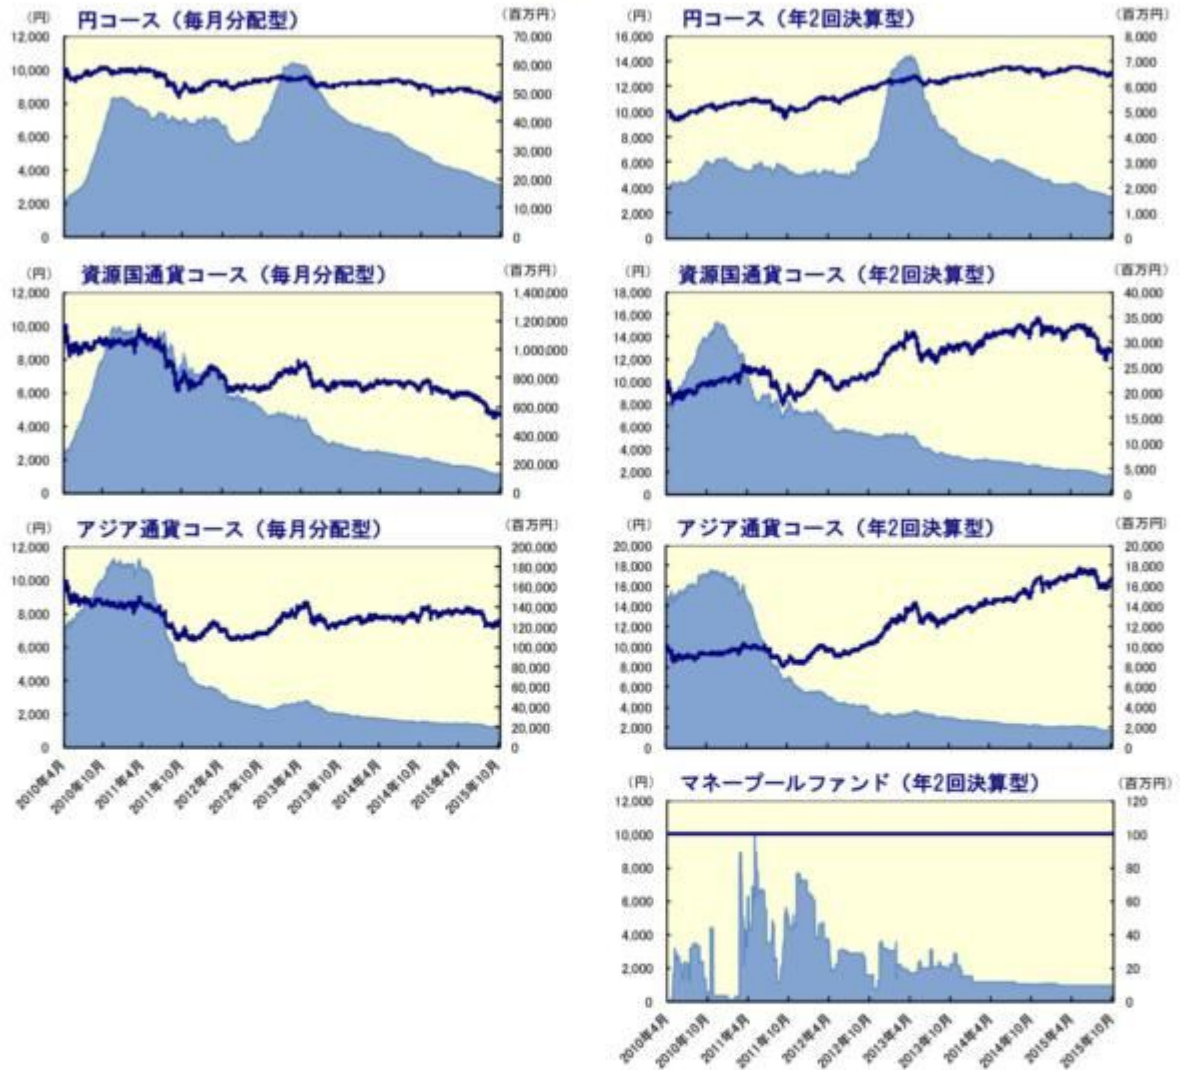 円コース（毎月分配型）
（円）
（百万円）
12,000
10,000
8,000
6,000
4,000
2,000
0
70,000
60,000
50,000
40,000
30,000
20,000
10,000
0
円コース（年2回決算型）
（円）
（百万円）
16,000
14,000
12,000
10,000
8,000
6,000
4,000
2,000
0
8,000
7,000
6,000
5,000
4,000
3,000
2,000
1,000
0
資源国通貨コース（毎月分配型）
（円）
（百万円）
12,000
10,000
8,000
6,000
4,000
2,000
0
1,400,000
1,200,000
1,000,000
800,000
600,000
400,000
200,000
0
資源国通貨コース（年2回決算型）
（円）
（百万円）
18,000
16,000
14,000
12,000
10,000
8,000
6,000
4,000
2,000
0
40,000
35,000
30,000
25,000
20,000
15,000
10,000
5,000
0
アジア通貨コース（毎月分配型）
（円）
（百万円）
12,000
10,000
8,000
6,000
4,000
2,000
0
200,000
180,000
160,000
140,000
120,000
100,000
80,000
60,000
40,000
20,000
0
2010年4月
2010年10月
2011年4月
2011年10月
2012年4月
2012年10月
2013年4月
2013年10月
2014年4月
2014年10月
2015年4月
2015年10月
アジア通貨コース（年2回決算型）
（円）
（百万円）
20,000
18,000
16,000
14,000
12,000
10,000
8,000
6,000
4,000
2,000
0
20,000
18,000
16,000
14,000
12,000
10,000
8,000
6,000
4,000
2,000
0
マネープールファンド（年2回決算型）
（円）
（百万円）
12,000
10,000
8,000
6,000
4,000
2,000
0
120
100
80
60
40
20
0
2010年4月
2010年10月
2011年4月
2011年10月
2012年4月
2012年10月
2013年4月
2013年10月
2014年4月
2014年10月
2015年4月
2015年10月